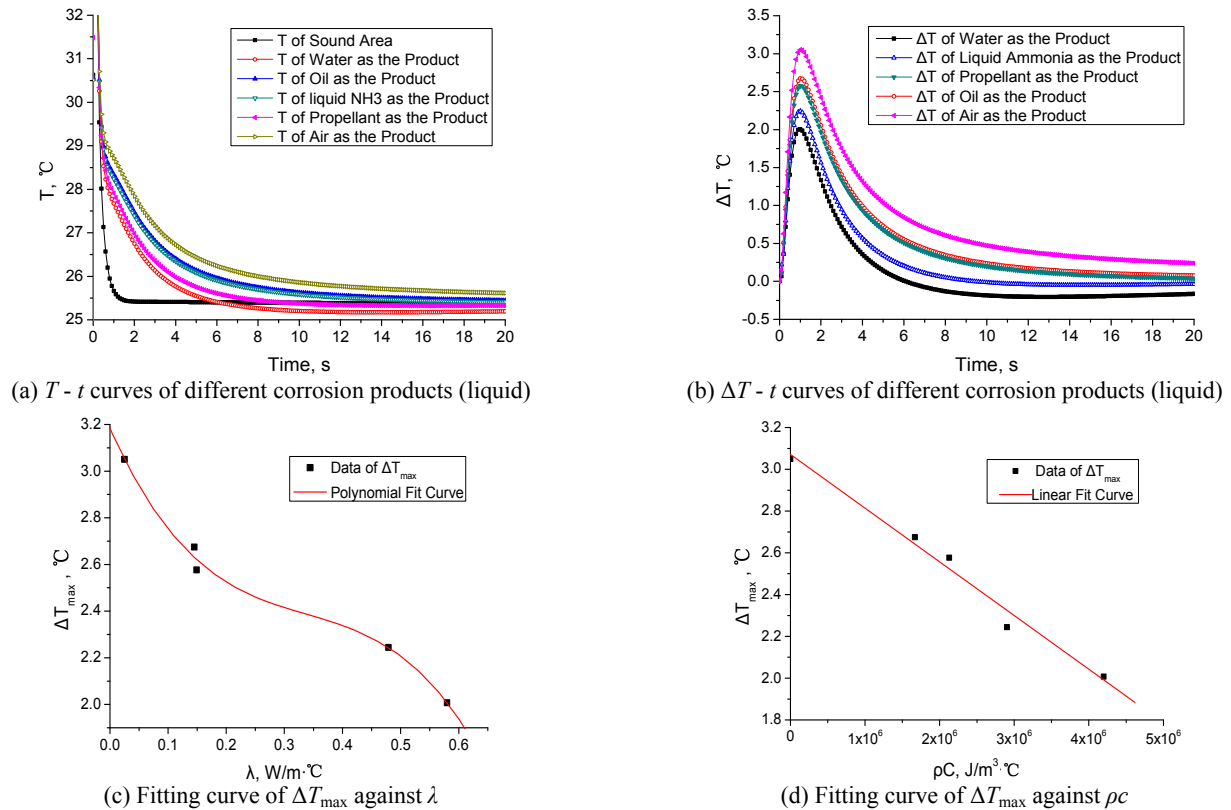 32
31
30
29
28
27
26
25
T, ℃
0 2 4 6 8 10 12 14 16 18 20
Time, s
T of Sound Area
T of Water as the Product
T of Oil as the Product
T of liquid NH3 as the Product
T of Propellant as the Product
T of Air as the Product
(a) T - t curves of different corrosion products (liquid)
3.5
3.0
2.5
2.0
1.5
1.0
0.5
0.0
-0.5
ΔT, ℃
0 2 4 6 8 10 12 14 16 18 20
Time, s
ΔT of Water as the Product
ΔT of Liquid Ammonia as the Product
ΔT of Propellant as the Product
ΔT of Oil as the Product
ΔT of Air as the Product
(b) ΔT - t curves of different corrosion products (liquid)
3.2
3.0
2.8
2.6
2.4
2.2
2.0
ΔTmax, ℃
0.0 0.1 0.2 0.3 0.4 0.5 0.6
λ, W/m·℃
Data of ΔTmax
Polynomial Fit Curve
(c) Fitting curve of ΔTmax against λ
3.2
3.0
2.8
2.6
2.4
2.2
2.0
1.8
ΔTmax, ℃
0 1x10⁶ 2x10⁶ 3x10⁶ 4x10⁶ 5x10⁶
ρC, J/m³·℃
Data of ΔTmax
Linear Fit Curve
(d) Fitting curve of ΔTmax against ρc